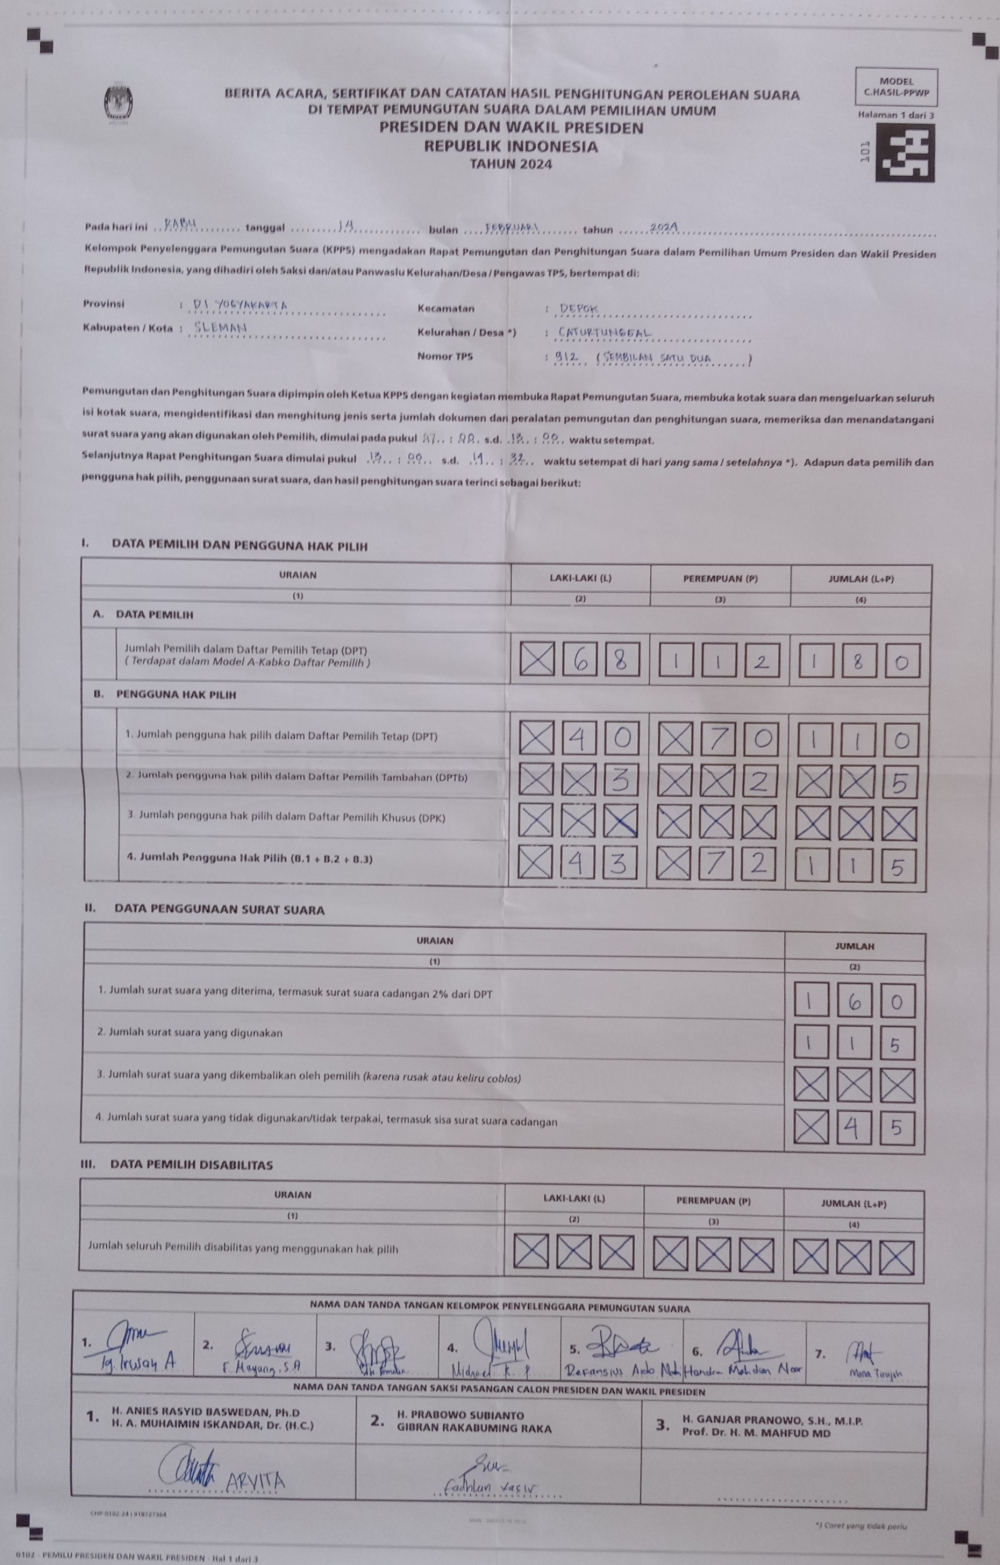 MODEL
C.HASIL-PPWP
Halaman 1 dari 3
101
BERITA ACARA, SERTIFIKAT DAN CATATAN HASIL PENGHITUNGAN PEROLEHAN SUARA
DI TEMPAT PEMUNGUTAN SUARA DALAM PEMILIHAN UMUM
PRESIDEN DAN WAKIL PRESIDEN
REPUBLIK INDONESIA
TAHUN 2024
Pada hari ini RABU tanggal 14 bulan FEBRUARI tahun 2024
Kelompok Penyelenggara Pemungutan Suara (KPPS) mengadakan Rapat Pemungutan dan Penghitungan Suara dalam Pemilihan Umum Presiden dan Wakil Presiden
Republik Indonesia, yang dihadiri oleh Saksi dan/atau Panwaslu Kelurahan/Desa/Pengawas TPS, bertempat di:
Provinsi : DI YOGYAKARTA Kecamatan : DEPOK
Kabupaten / Kota : SLEMAN Kelurahan / Desa *) : CATURTUNGGAL
Nomor TPS : 912 (SEMBILAN SATU DUA)
Pemungutan dan Penghitungan Suara dipimpin oleh Ketua KPPS dengan kegiatan membuka Rapat Pemungutan Suara, membuka kotak suara dan mengeluarkan seluruh
isi kotak suara, mengidentifikasi dan menghitung jenis serta jumlah dokumen dan peralatan pemungutan dan penghitungan suara, memeriksa dan menandatangani
surat suara yang akan digunakan oleh Pemilih, dimulai pada pukul 07 : 00 s.d. 13 : 00 waktu setempat.
Selanjutnya Rapat Penghitungan Suara dimulai pukul 13 : 00 s.d. : 32 waktu setempat di hari yang sama / setelahnya *). Adapun data pemilih dan
pengguna hak pilih, penggunaan surat suara, dan hasil penghitungan suara terinci sebagai berikut:
I. DATA PEMILIH DAN PENGGUNA HAK PILIH
URAIAN LAKI-LAKI (L) PEREMPUAN (P) JUMLAH (L+P)
(1) (2) (3) (4)
A. DATA PEMILIH
Jumlah Pemilih dalam Daftar Pemilih Tetap (DPT) X 6 8 1 1 2 1 8 0
( Terdapat dalam Model A-Kabko Daftar Pemilih )
B. PENGGUNA HAK PILIH
1. Jumlah pengguna hak pilih dalam Daftar Pemilih Tetap (DPT) X 4 0 X 7 0 1 1 0
2. Jumlah pengguna hak pilih dalam Daftar Pemilih Tambahan (DPTb) X X 3 X X 2 X X 5
3. Jumlah pengguna hak pilih dalam Daftar Pemilih Khusus (DPK) X X X X X X X X X
4. Jumlah Pengguna Hak Pilih (B.1 + B.2 + B.3) X 4 3 X 7 2 1 1 5
II. DATA PENGGUNAAN SURAT SUARA
URAIAN JUMLAH
(1) (2)
1. Jumlah surat suara yang diterima, termasuk surat suara cadangan 2% dari DPT 1 6 0
2. Jumlah surat suara yang digunakan 1 1 5
3. Jumlah surat suara yang dikembalikan oleh pemilih (karena rusak atau keliru coblos) X X X
4. Jumlah surat suara yang tidak digunakan/tidak terpakai, termasuk sisa surat suara cadangan X 4 5
III. DATA PEMILIH DISABILITAS
URAIAN LAKI-LAKI (L) PEREMPUAN (P) JUMLAH (L+P)
(1) (2) (3) (4)
Jumlah seluruh Pemilih disabilitas yang menggunakan hak pilih X X X X X X X X X
NAMA DAN TANDA TANGAN KELOMPOK PENYELENGGARA PEMUNGUTAN SUARA
1. 2. 3. 4. 5. 6. 7.
Ig. Irwan A. F. Mayang. S.A Michael K. P.
NAMA DAN TANDA TANGAN SAKSI PASANGAN CALON PRESIDEN DAN WAKIL PRESIDEN
1. H. ANIES RASYID BASWEDAN, Ph.D
H. A. MUHAIMIN ISKANDAR, Dr. (H.C.)
2. H. PRABOWO SUBIANTO
GIBRAN RAKABUMING RAKA
3. H. GANJAR PRANOWO, S.H., M.I.P.
Prof. Dr. H. M. MAHFUD MD
ARVITA
Fadhlan Yasir
*) Coret yang tidak perlu
0102 - PEMILU PRESIDEN DAN WAKIL PRESIDEN - Hal 1 dari 3